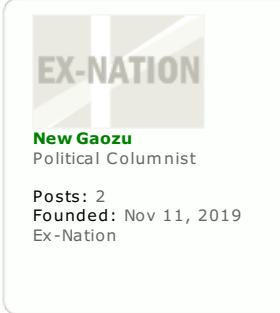 EX-NATION
New Gaozu
Political Columnist
Posts: 2
Founded: Nov 11, 2019
Ex-Nation